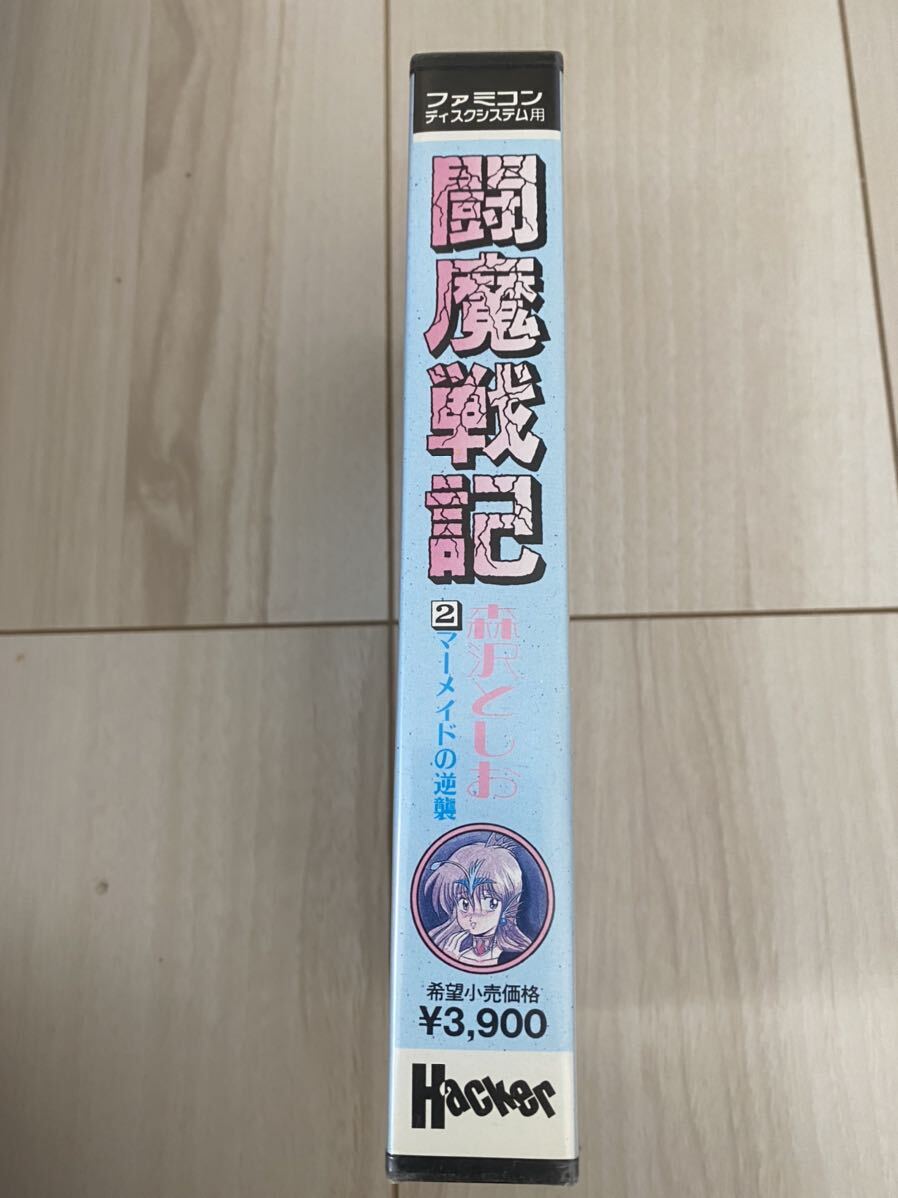 ファミコン
ディスクシステム用
闘魔戦記
森沢としお
2マーメイドの逆襲
希望小売価格
¥3,900
Hacker